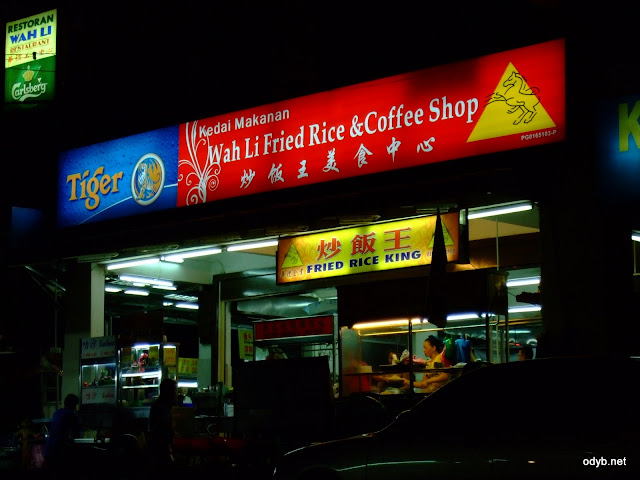 RESTORAN
WAH LI
RESTAURANT
Carlsberg
Tiger
Kedai Makanan
Wah Li Fried Rice & Coffee Shop
炒飯王美食中心
PG0165103-P
炒飯王
FRIED RICE KING
K
odyb.net